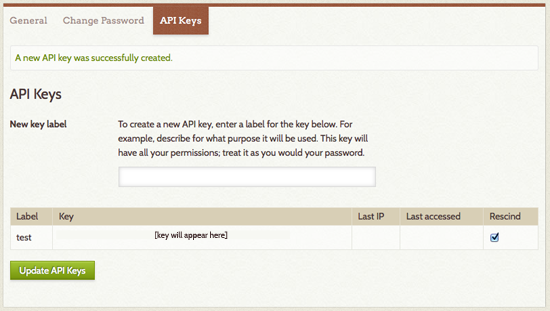 General Change Password API Keys
A new API key was successfully created.
API Keys
New key label
To create a new API key, enter a label for the key below. For
example, describe for what purpose it will be used. This key will
have all your permissions; treat it as you would your password.
Label Key Last IP Last accessed Rescind
test [key will appear here]
Update API Keys